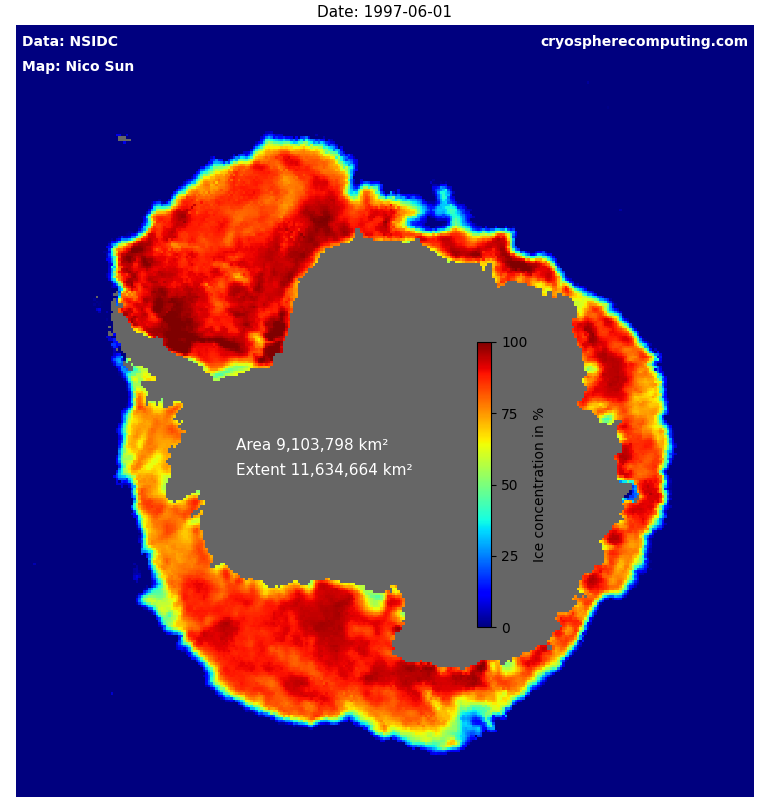 Date: 1997-06-01
Data: NSIDC
cryospherecomputing.com
Map: Nico Sun
100
75
50
25
0
Ice concentration in %
Area 9,103,798 km²
Extent 11,634,664 km²